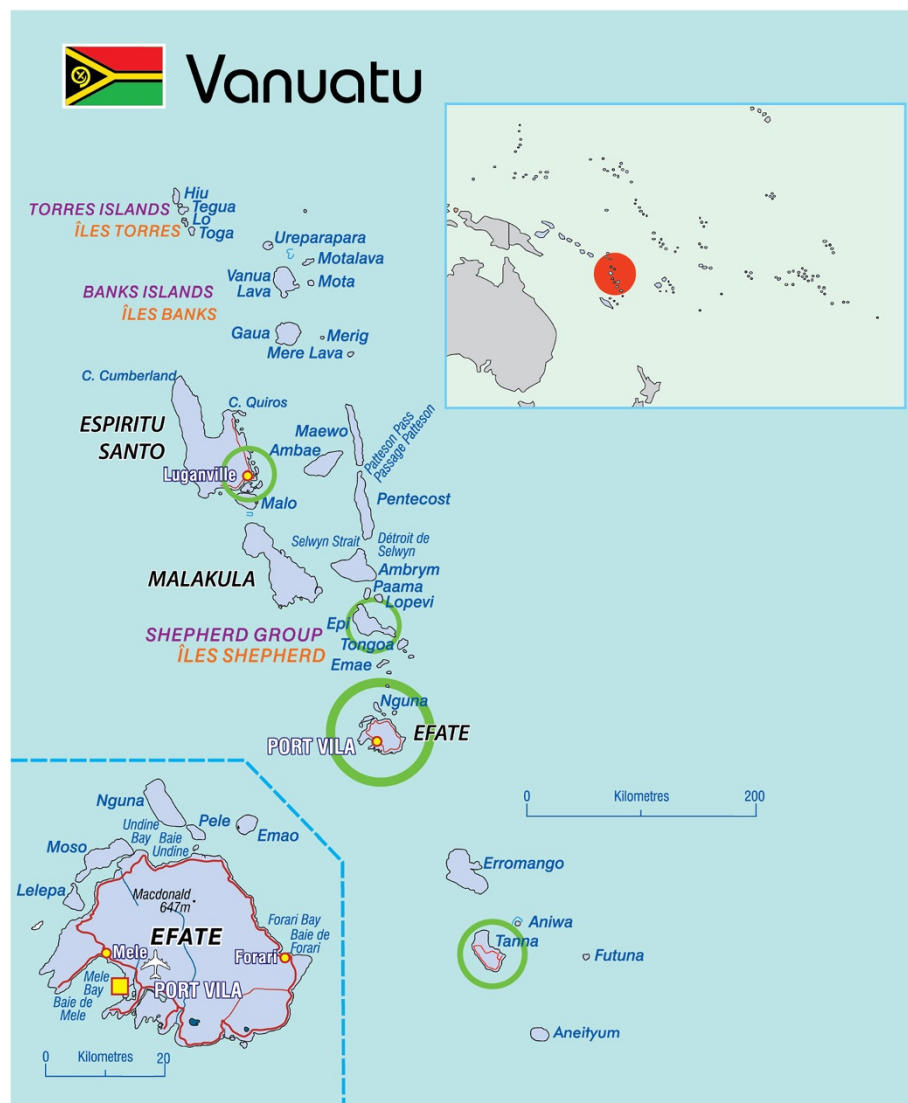 Vanuatu
Hiu
TORRES ISLANDS
Tegua
Lo
ÎLES TORRES
Toga
Ureparapara
Motalava
Vanua
Lava
Mota
BANKS ISLANDS
ÎLES BANKS
Gaua
Merig
Mere Lava
C. Cumberland
C. Quiros
ESPIRITU
SANTO
Maewo
Ambae
Patteson Pass
Passage Patteson
Luganville
Malo
Pentecost
Selwyn Strait
Détroit de
Selwyn
MALAKULA
Ambrym
Paama
Lopevi
Epi
SHEPHERD GROUP
Tongoa
ÎLES SHEPHERD
Emae
Nguna
EFATE
PORT VILA
Nguna
Undine
Bay
Baie
Undine
Pele
Emao
Moso
Lelepa
Macdonald
647m
Forari Bay
Baie de
Forari
EFATE
Mele
Forari
Mele
Bay
Baie de
Mele
PORT VILA
0 Kilometres 20
0 Kilometres 200
Erromango
Aniwa
Tanna
Futuna
Aneityum